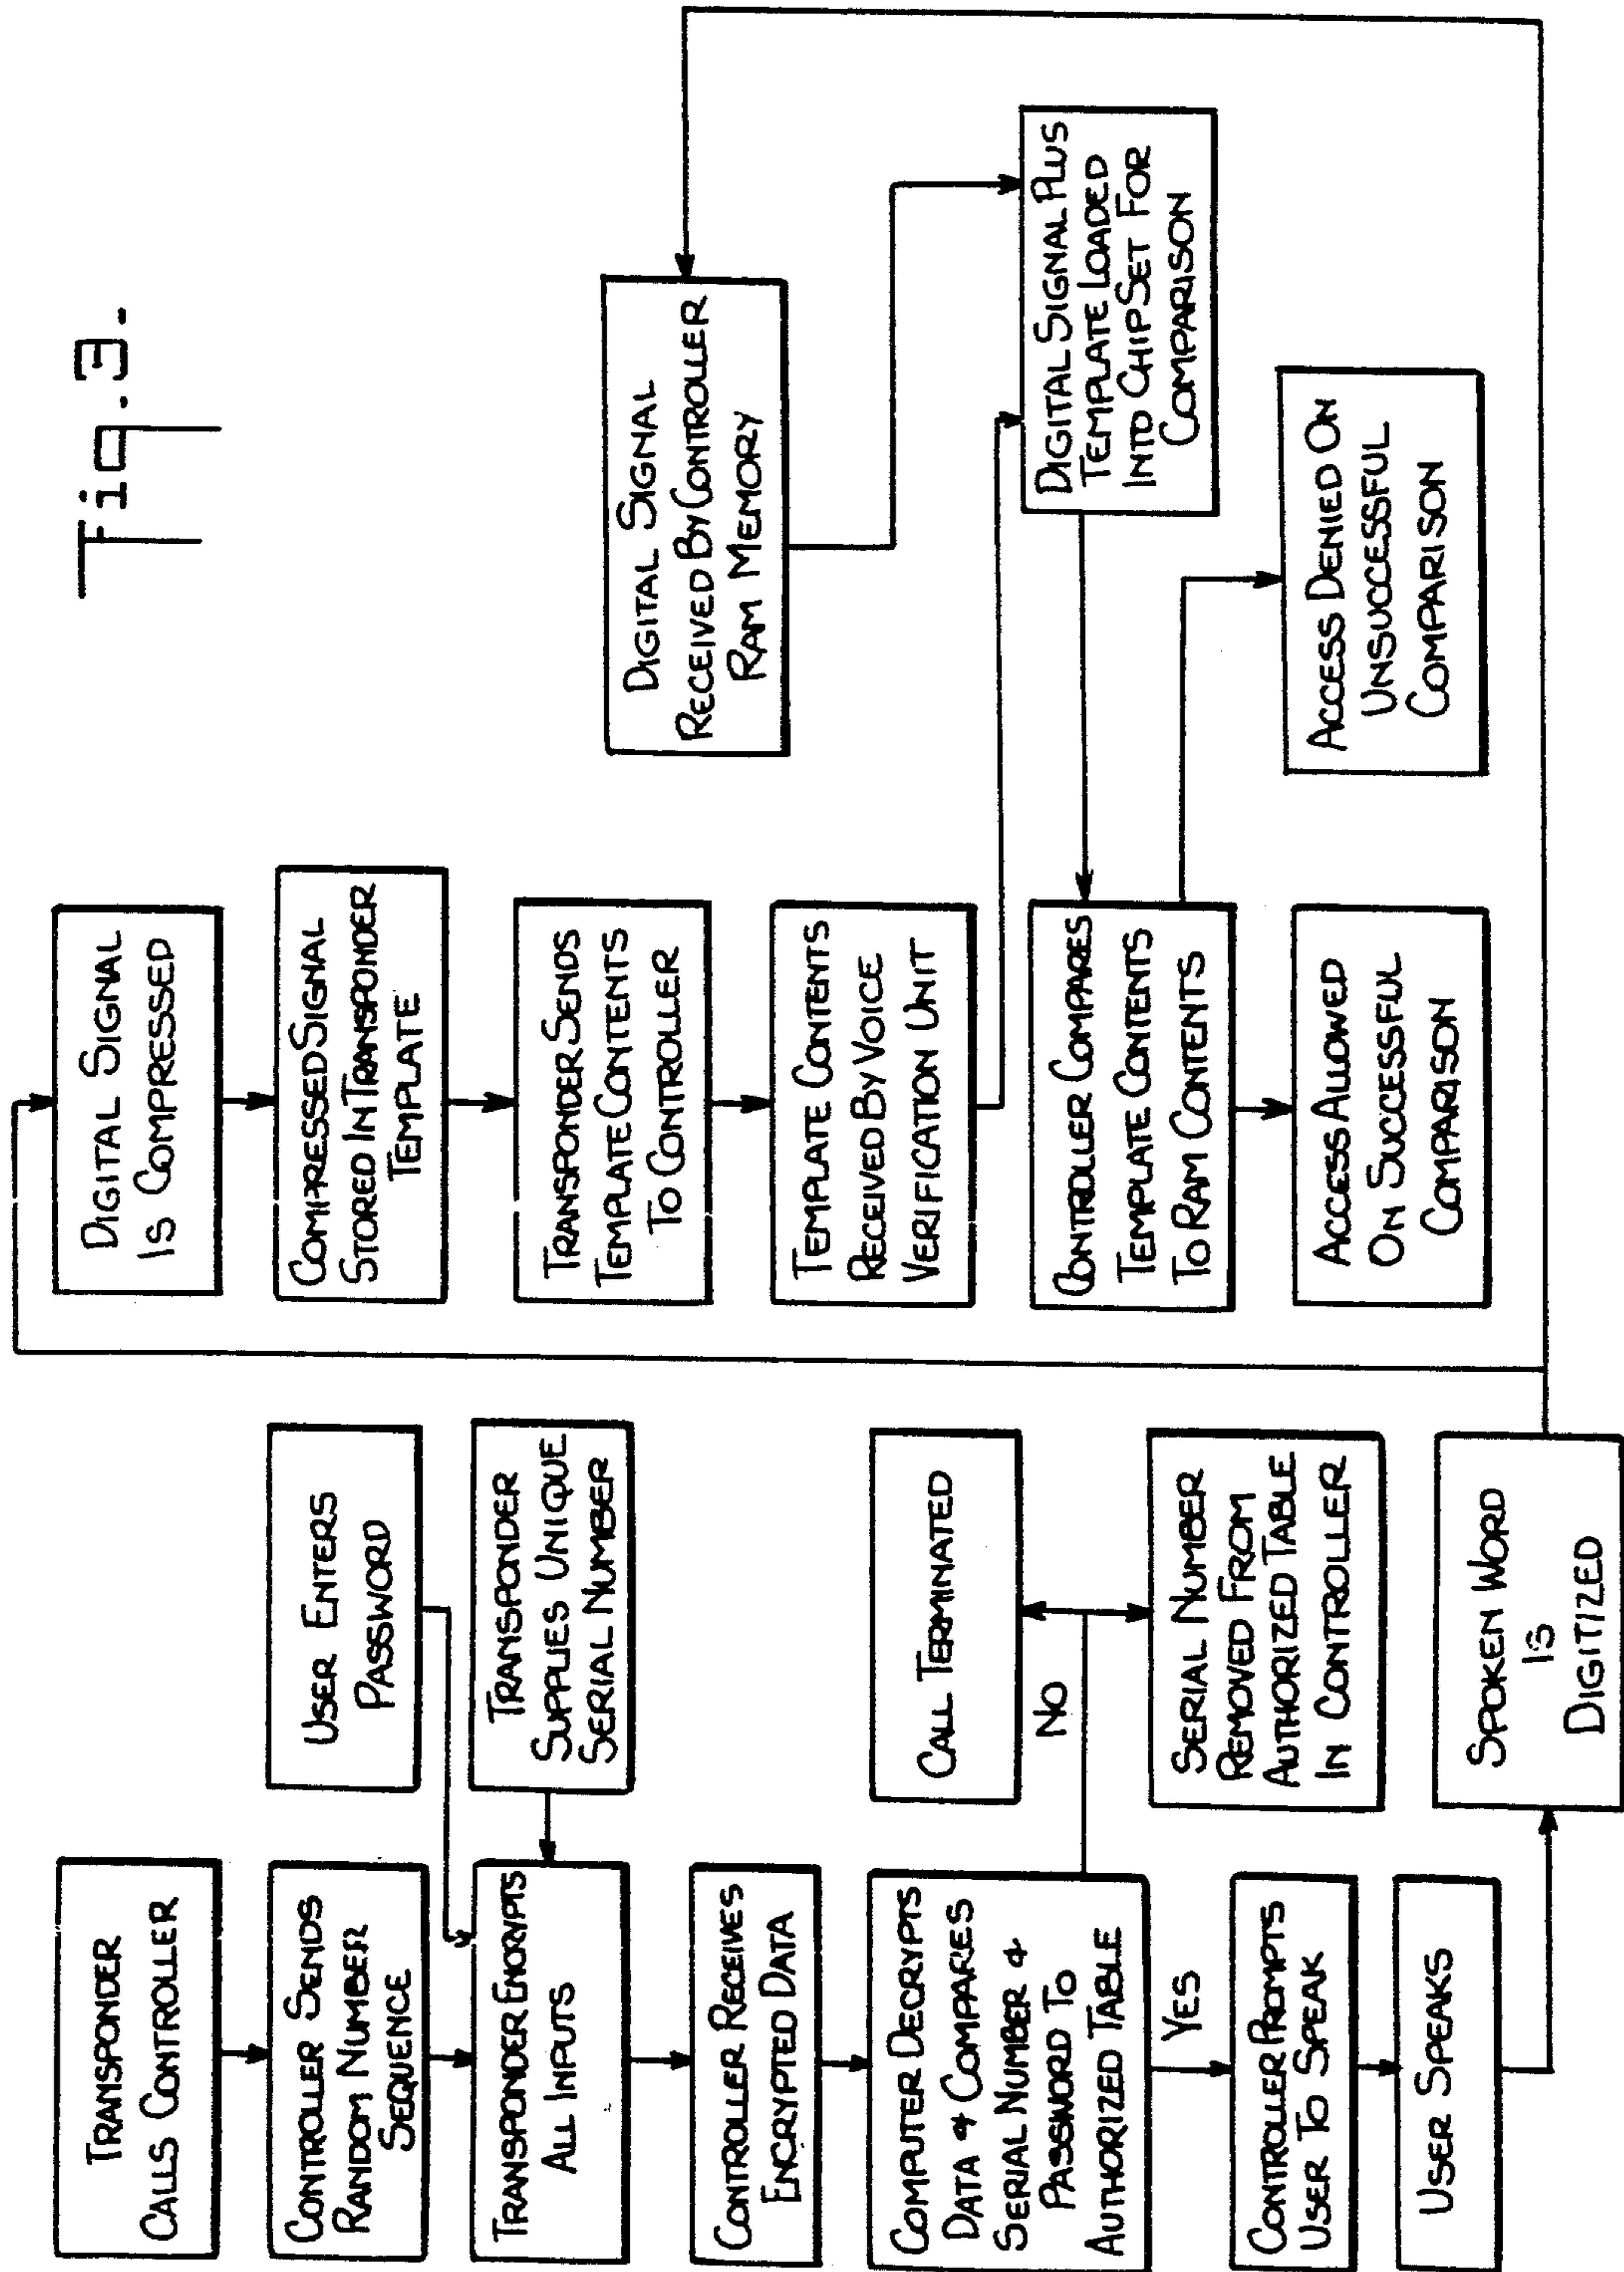 Fig. 3.
TRANSPONDER
CALLS CONTROLLER
CONTROLLER SENDS
RANDOM NUMBER
SEQUENCE
USER ENTERS
PASSWORD
TRANSPONDER
SUPPLIES UNIQUE
SERIAL NUMBER
TRANSPONDER ENCRYPTS
ALL INPUTS
CONTROLLER RECEIVES
ENCRYPTED DATA
COMPUTER DECRYPTS
DATA & COMPARES
SERIAL NUMBER &
PASSWORD TO
AUTHORIZED TABLE
NO
CALL TERMINATED
SERIAL NUMBER
REMOVED FROM
AUTHORIZED TABLE
IN CONTROLLER
YES
CONTROLLER PROMPTS
USER TO SPEAK
USER SPEAKS
SPOKEN WORD
IS
DIGITIZED
DIGITAL SIGNAL
IS COMPRESSED
COMPRESSED SIGNAL
STORED IN TRANSPONDER
TEMPLATE
TRANSPONDER SENDS
TEMPLATE CONTENTS
TO CONTROLLER
TEMPLATE CONTENTS
RECEIVED BY VOICE
VERIFICATION UNIT
DIGITAL SIGNAL
RECEIVED BY CONTROLLER
RAM MEMORY
DIGITAL SIGNAL PLUS
TEMPLATE LOADED
INTO CHIP SET FOR
COMPARISON
CONTROLLER COMPARES
TEMPLATE CONTENTS
TO RAM CONTENTS
ACCESS ALLOWED
ON SUCCESSFUL
COMPARISON
ACCESS DENIED ON
UNSUCCESSFUL
COMPARISON